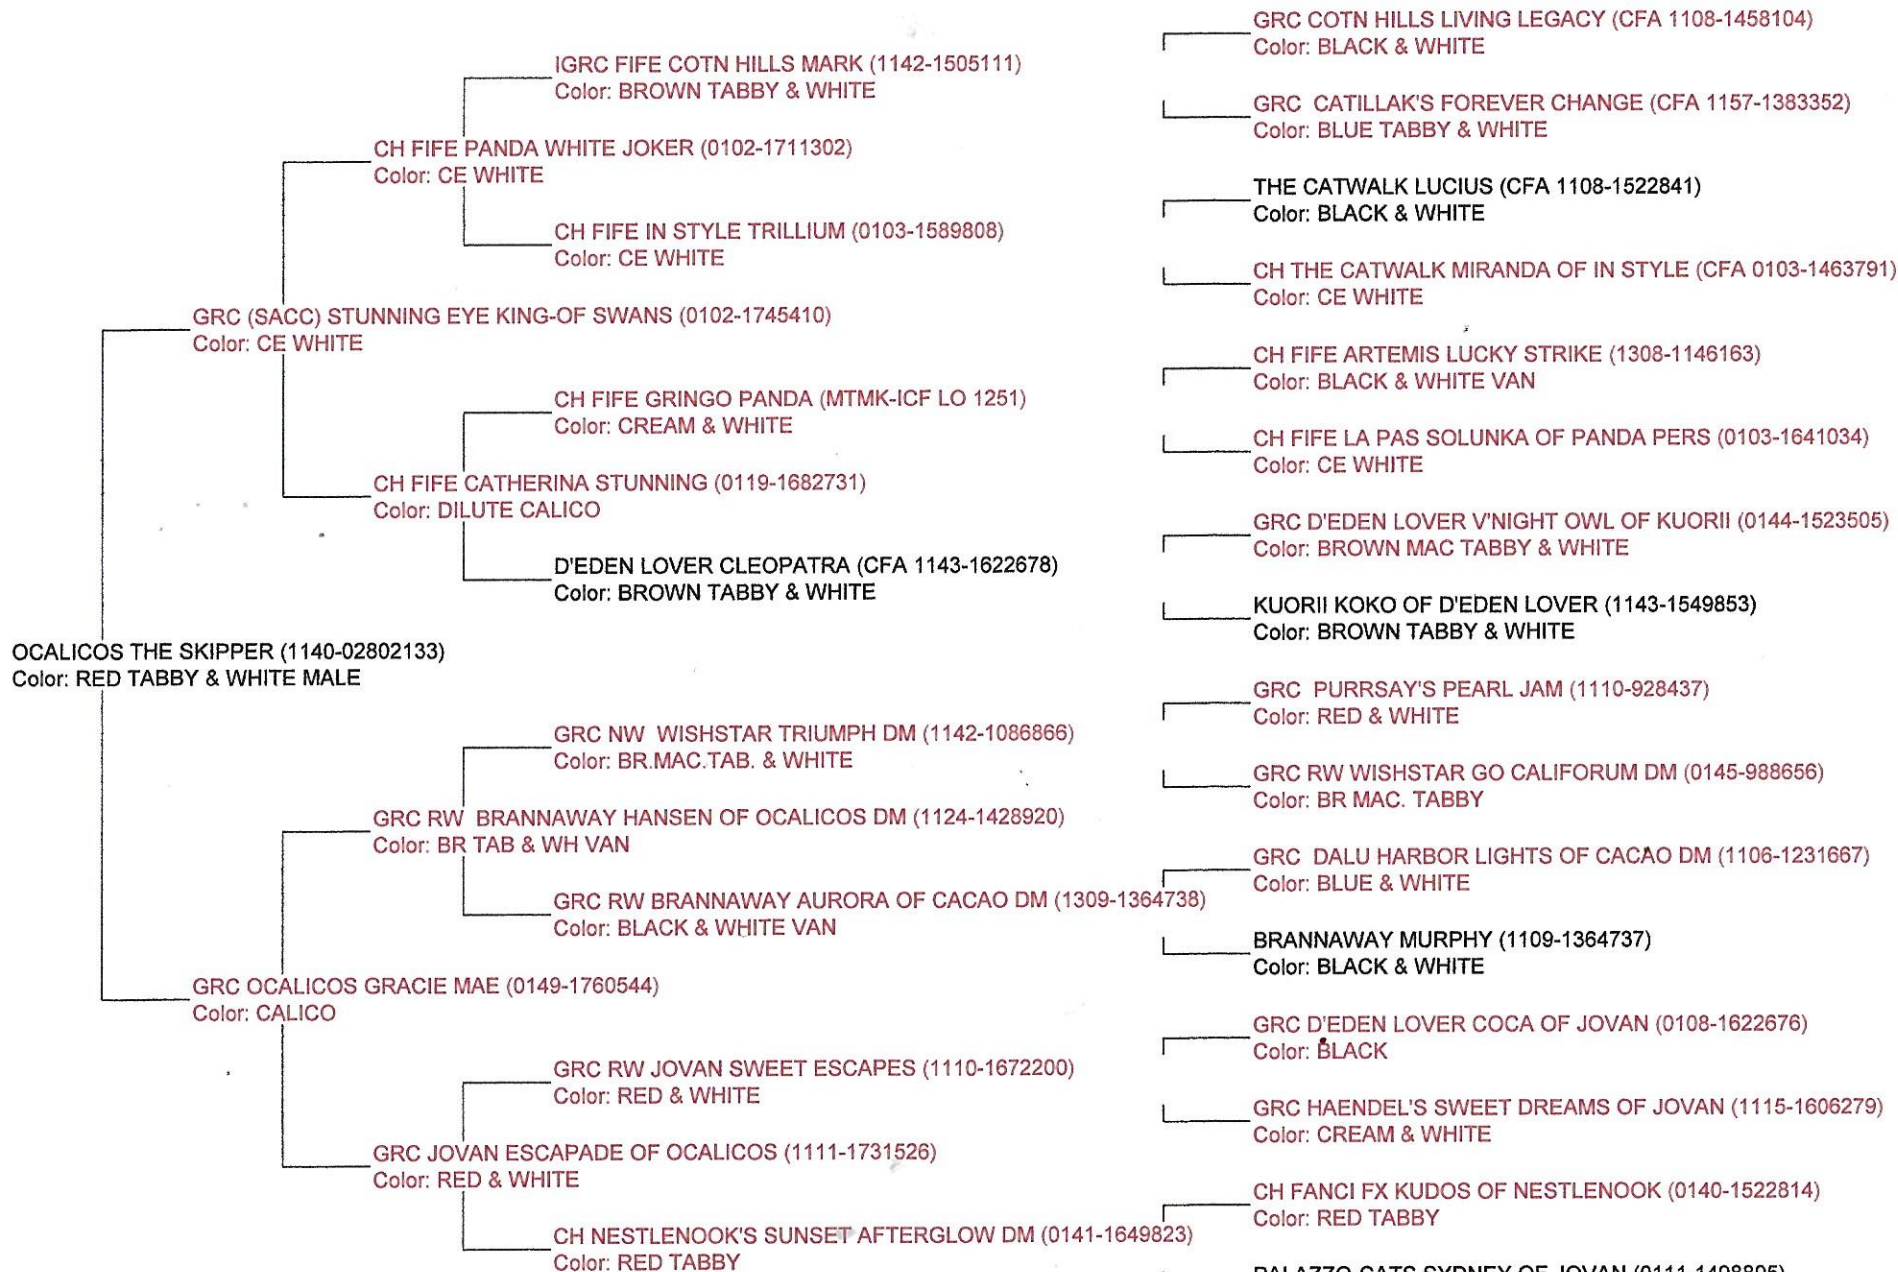 OCALICOS THE SKIPPER (1140-02802133)
Color: RED TABBY & WHITE MALE
GRC (SACC) STUNNING EYE KING-OF SWANS (0102-1745410)
Color: CE WHITE
GRC OCALICOS GRACIE MAE (0149-1760544)
Color: CALICO
CH FIFE PANDA WHITE JOKER (0102-1711302)
Color: CE WHITE
CH FIFE CATHERINA STUNNING (0119-1682731)
Color: DILUTE CALICO
GRC RW BRANNAWAY HANSEN OF OCALICOS DM (1124-1428920)
Color: BR TAB & WH VAN
GRC JOVAN ESCAPADE OF OCALICOS (1111-1731526)
Color: RED & WHITE
IGRC FIFE COTN HILLS MARK (1142-1505111)
Color: BROWN TABBY & WHITE
CH FIFE IN STYLE TRILLIUM (0103-1589808)
Color: CE WHITE
CH FIFE GRINGO PANDA (MTMK-ICF LO 1251)
Color: CREAM & WHITE
D'EDEN LOVER CLEOPATRA (CFA 1143-1622678)
Color: BROWN TABBY & WHITE
GRC NW WISHSTAR TRIUMPH DM (1142-1086866)
Color: BR.MAC.TAB. & WHITE
GRC RW BRANNAWAY AURORA OF CACAO DM (1309-1364738)
Color: BLACK & WHITE VAN
GRC RW JOVAN SWEET ESCAPES (1110-1672200)
Color: RED & WHITE
CH NESTLENOOK'S SUNSET AFTERGLOW DM (0141-1649823)
Color: RED TABBY
GRC COTN HILLS LIVING LEGACY (CFA 1108-1458104)
Color: BLACK & WHITE
GRC CATILLAK'S FOREVER CHANGE (CFA 1157-1383352)
Color: BLUE TABBY & WHITE
THE CATWALK LUCIUS (CFA 1108-1522841)
Color: BLACK & WHITE
CH THE CATWALK MIRANDA OF IN STYLE (CFA 0103-1463791)
Color: CE WHITE
CH FIFE ARTEMIS LUCKY STRIKE (1308-1146163)
Color: BLACK & WHITE VAN
CH FIFE LA PAS SOLUNKA OF PANDA PERS (0103-1641034)
Color: CE WHITE
GRC D'EDEN LOVER V'NIGHT OWL OF KUORII (0144-1523505)
Color: BROWN MAC TABBY & WHITE
KUORII KOKO OF D'EDEN LOVER (1143-1549853)
Color: BROWN TABBY & WHITE
GRC PURRSAY'S PEARL JAM (1110-928437)
Color: RED & WHITE
GRC RW WISHSTAR GO CALIFORUM DM (0145-988656)
Color: BR MAC. TABBY
GRC DALU HARBOR LIGHTS OF CACAO DM (1106-1231667)
Color: BLUE & WHITE
BRANNAWAY MURPHY (1109-1364737)
Color: BLACK & WHITE
GRC D'EDEN LOVER COCA OF JOVAN (0108-1622676)
Color: BLACK
GRC HAENDEL'S SWEET DREAMS OF JOVAN (1115-1606279)
Color: CREAM & WHITE
CH FANCI FX KUDOS OF NESTLENOOK (0140-1522814)
Color: RED TABBY
PALAZZO CATS SYDNEY OF JOVAN (0111-1498895)